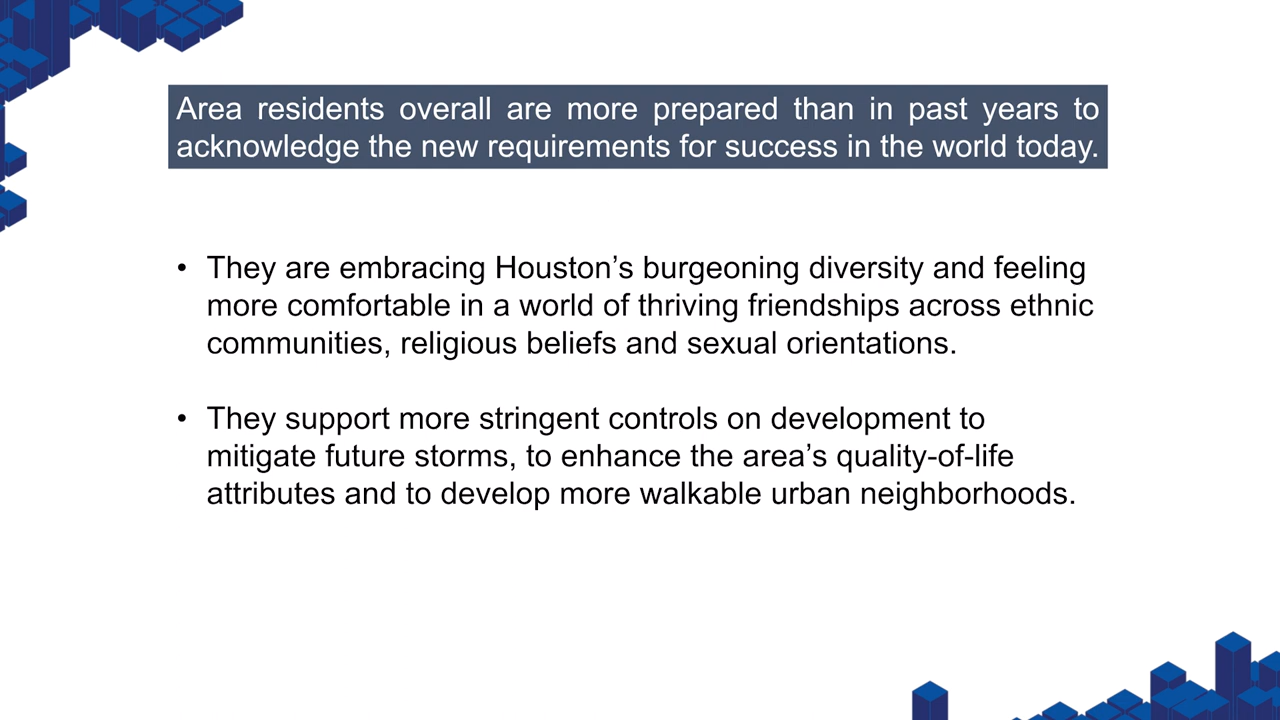 Area residents overall are more prepared than in past years to
acknowledge the new requirements for success in the world today.
• They are embracing Houston’s burgeoning diversity and feeling
more comfortable in a world of thriving friendships across ethnic
communities, religious beliefs and sexual orientations.
• They support more stringent controls on development to
mitigate future storms, to enhance the area’s quality-of-life
attributes and to develop more walkable urban neighborhoods.